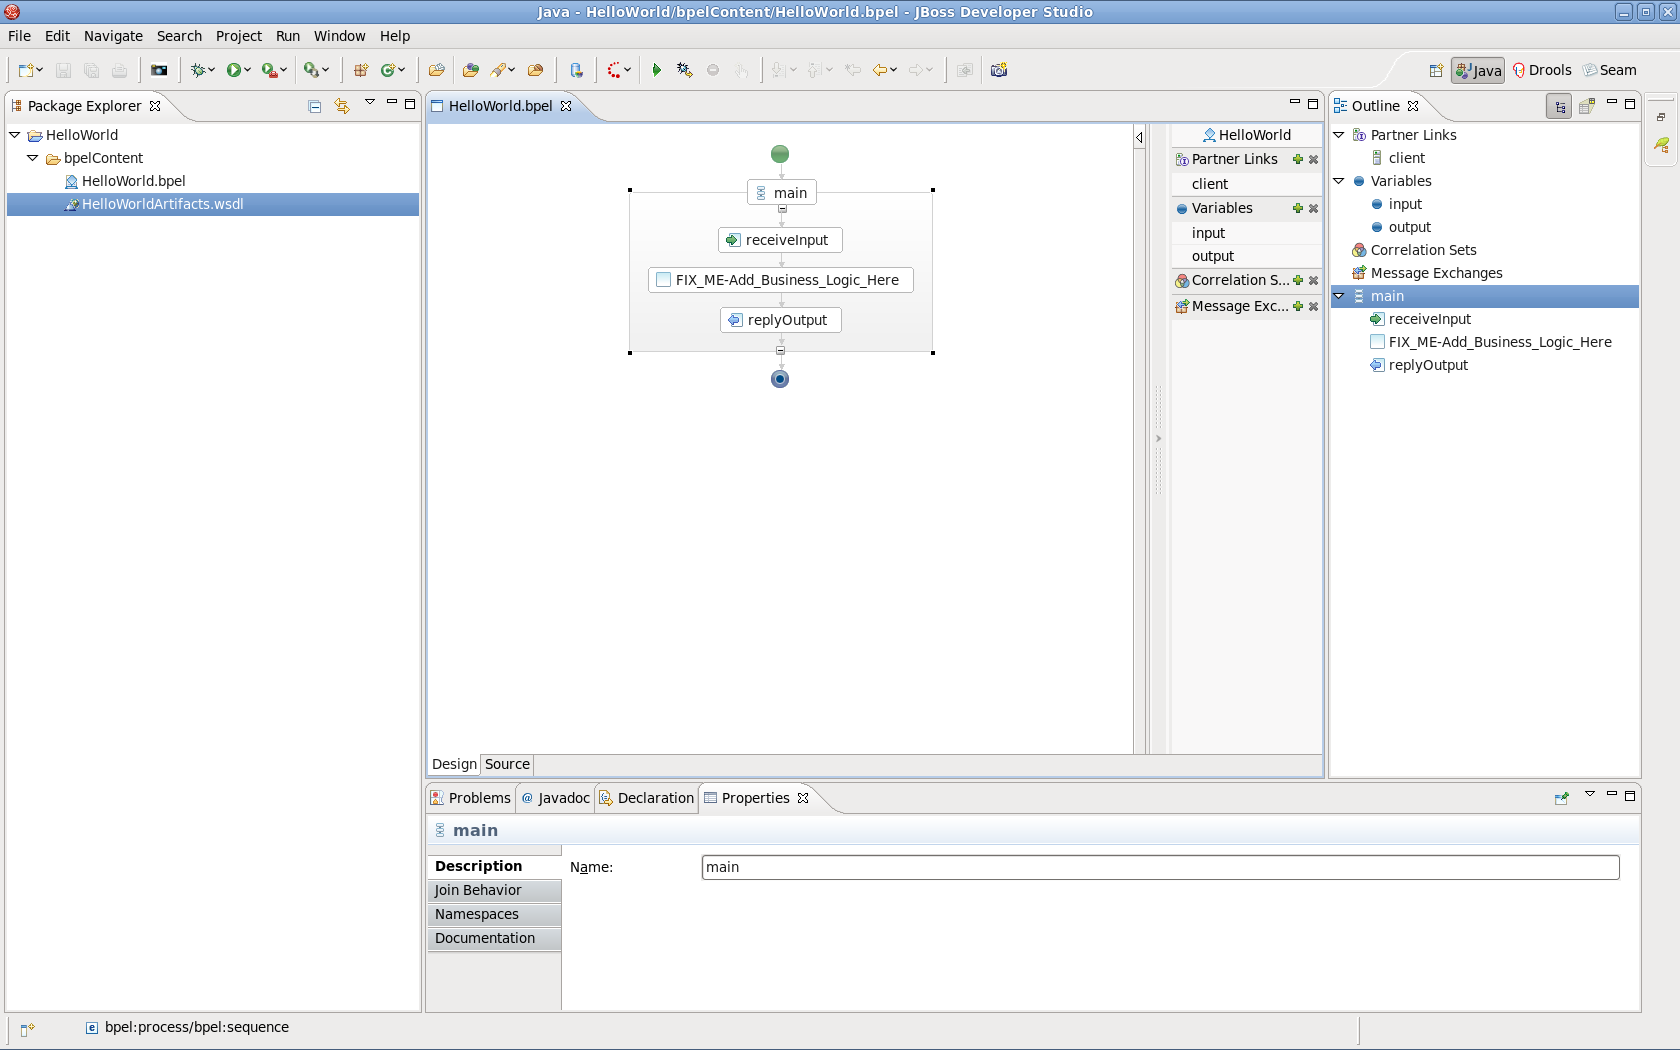 Java - HelloWorld/bpelContent/HelloWorld.bpel - JBoss Developer Studio
File Edit Navigate Search Project Run Window Help
Java Drools Seam
Package Explorer
HelloWorld
bpelContent
HelloWorld.bpel
HelloWorldArtifacts.wsdl
HelloWorld.bpel
main
receiveInput
FIX_ME-Add_Business_Logic_Here
replyOutput
HelloWorld
Partner Links
client
Variables
input
output
Correlation S...
Message Exc...
Design Source
Outline
Partner Links
client
Variables
input
output
Correlation Sets
Message Exchanges
main
receiveInput
FIX_ME-Add_Business_Logic_Here
replyOutput
Problems @ Javadoc Declaration Properties
main
Description
Join Behavior
Namespaces
Documentation
Name: main
bpel:process/bpel:sequence